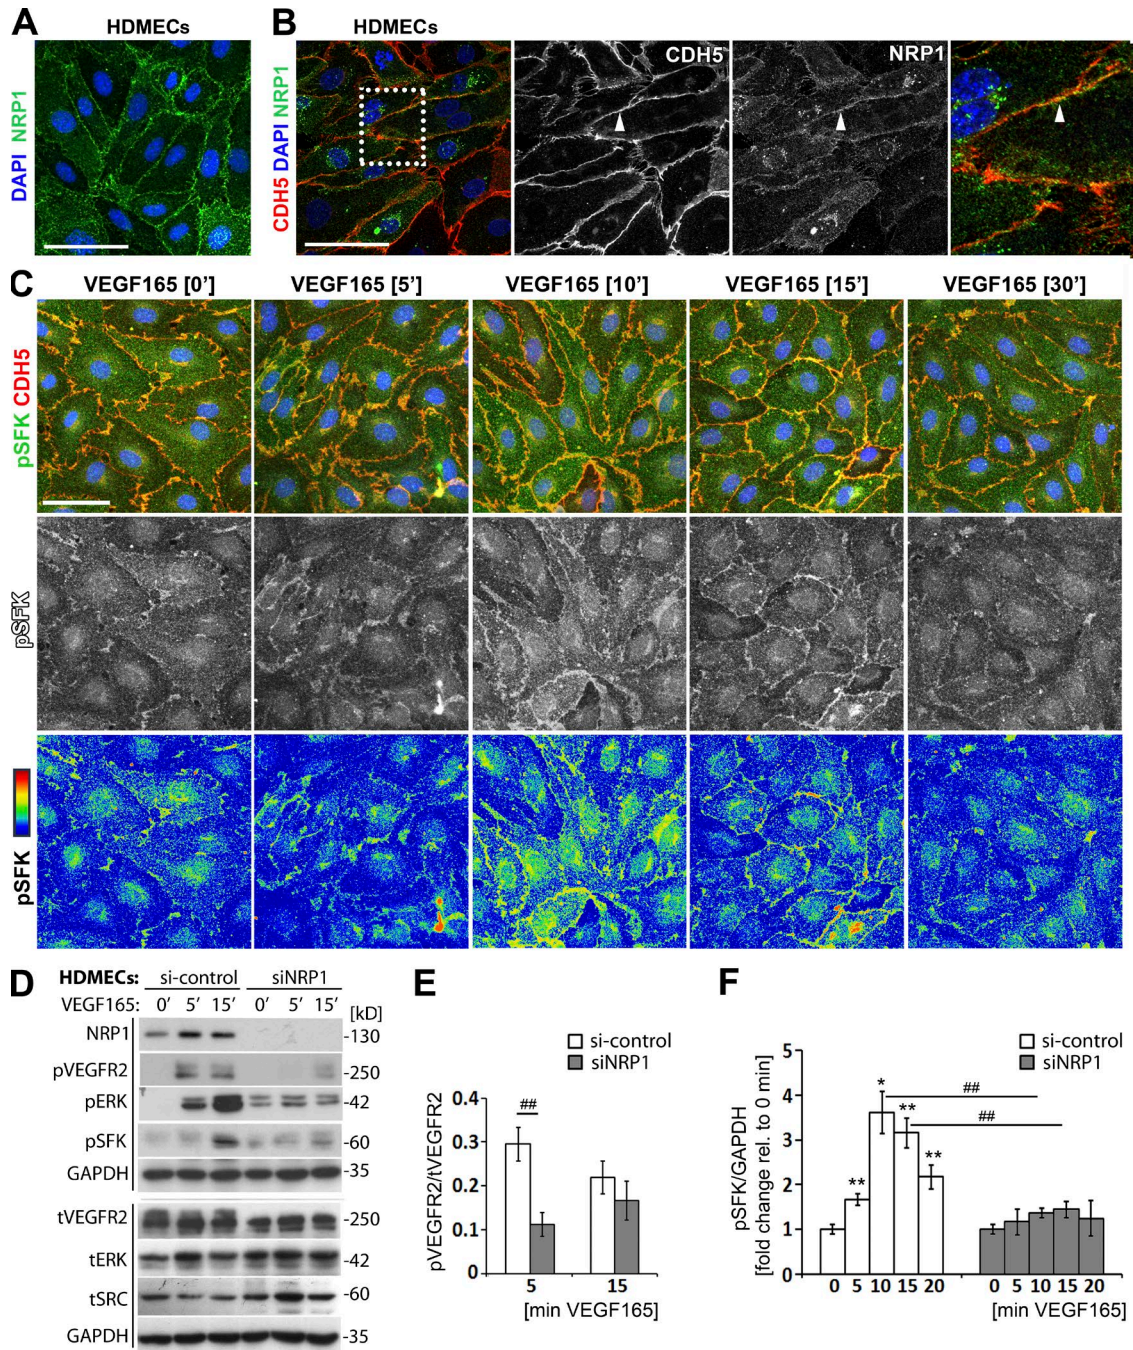 A
HDMECs
DAPI NRP1
B
HDMECs
CDH5 DAPI NRP1
CDH5
NRP1
C
VEGF165 [0’]
VEGF165 [5’]
VEGF165 [10’]
VEGF165 [15’]
VEGF165 [30’]
pSFK CDH5
pSFK
pSFK
D
HDMECs: si-control siNRP1
VEGF165: 0’ 5’ 15’ 0’ 5’ 15’ [kD]
NRP1 -130
pVEGFR2 -250
pERK -42
pSFK -60
GAPDH -35
tVEGFR2 -250
tERK -42
tSRC -60
GAPDH -35
E
si-control
siNRP1
pVEGFR2/tVEGFR2
0.4
0.3
0.2
0.1
0
##
5 15
[min VEGF165]
F
si-control
siNRP1
pSFK/GAPDH
[fold change rel. to 0 min]
5
4
3
2
1
0
** * ** **
##
##
0 5 10 15 20 0 5 10 15 20
[min VEGF165]